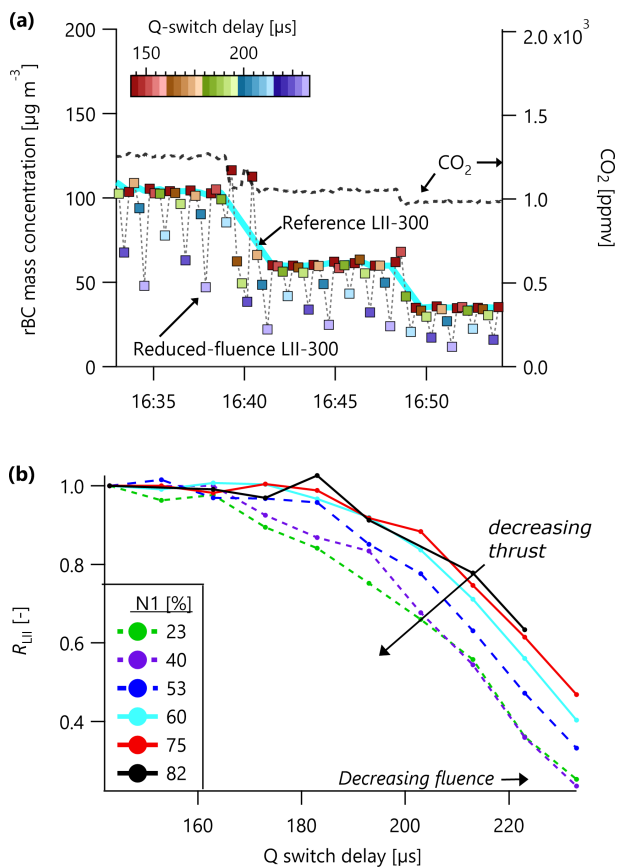 (a)
Q-switch delay [µs]
150
200
200
150
100
50
0
rBC mass concentration [µg m⁻³]
2.0 x10³
1.5
1.0
0.5
0.0
CO₂ [ppmv]
CO₂
Reference LII-300
Reduced-fluence LII-300
16:35
16:40
16:45
16:50
(b)
1.0
0.8
0.6
0.4
R_LII [-]
decreasing
thrust
N1 [%]
23
40
53
60
75
82
Decreasing fluence
160
180
200
220
Q switch delay [µs]